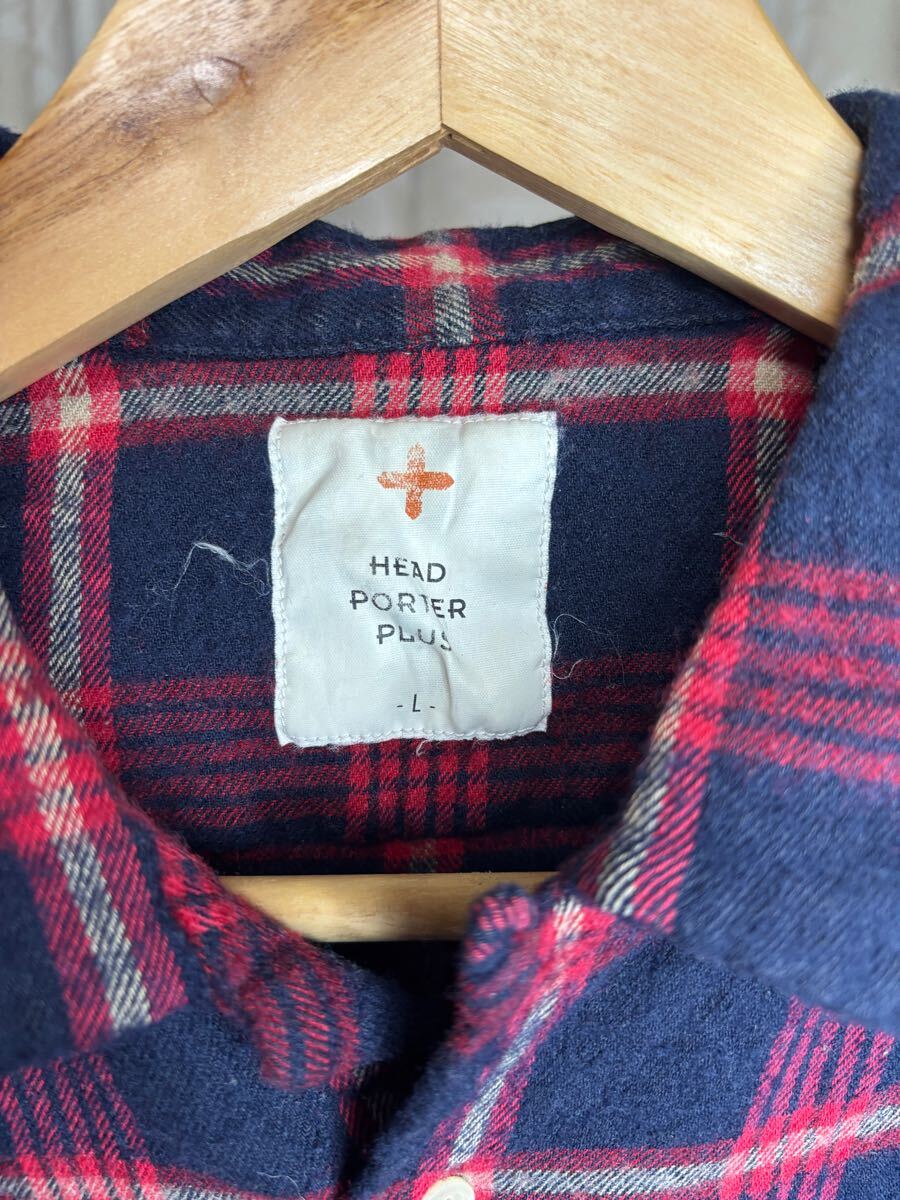 HEAD
PORTER
PLUS
- L -